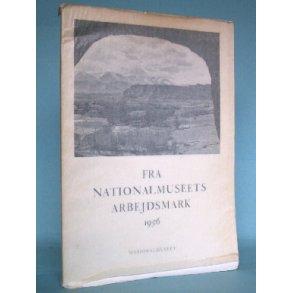 FRA
NATIONALMUSEETS
ARBEJDSMARK
1956
NATIONALMUSEET